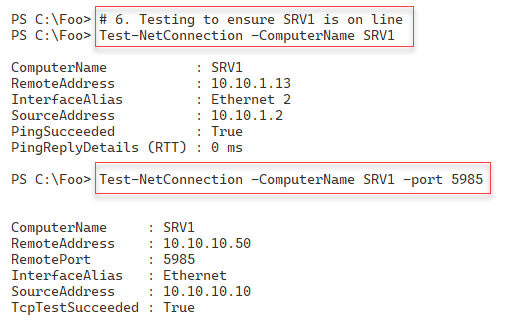 PS C:\Foo> # 6. Testing to ensure SRV1 is on line
PS C:\Foo> Test-NetConnection -ComputerName SRV1
ComputerName           : SRV1
RemoteAddress          : 10.10.1.13
InterfaceAlias         : Ethernet 2
SourceAddress          : 10.10.1.2
PingSucceeded          : True
PingReplyDetails (RTT) : 0 ms
PS C:\Foo> Test-NetConnection -ComputerName SRV1 -port 5985
ComputerName     : SRV1
RemoteAddress    : 10.10.10.50
RemotePort       : 5985
InterfaceAlias   : Ethernet
SourceAddress    : 10.10.10.10
TcpTestSucceeded : True